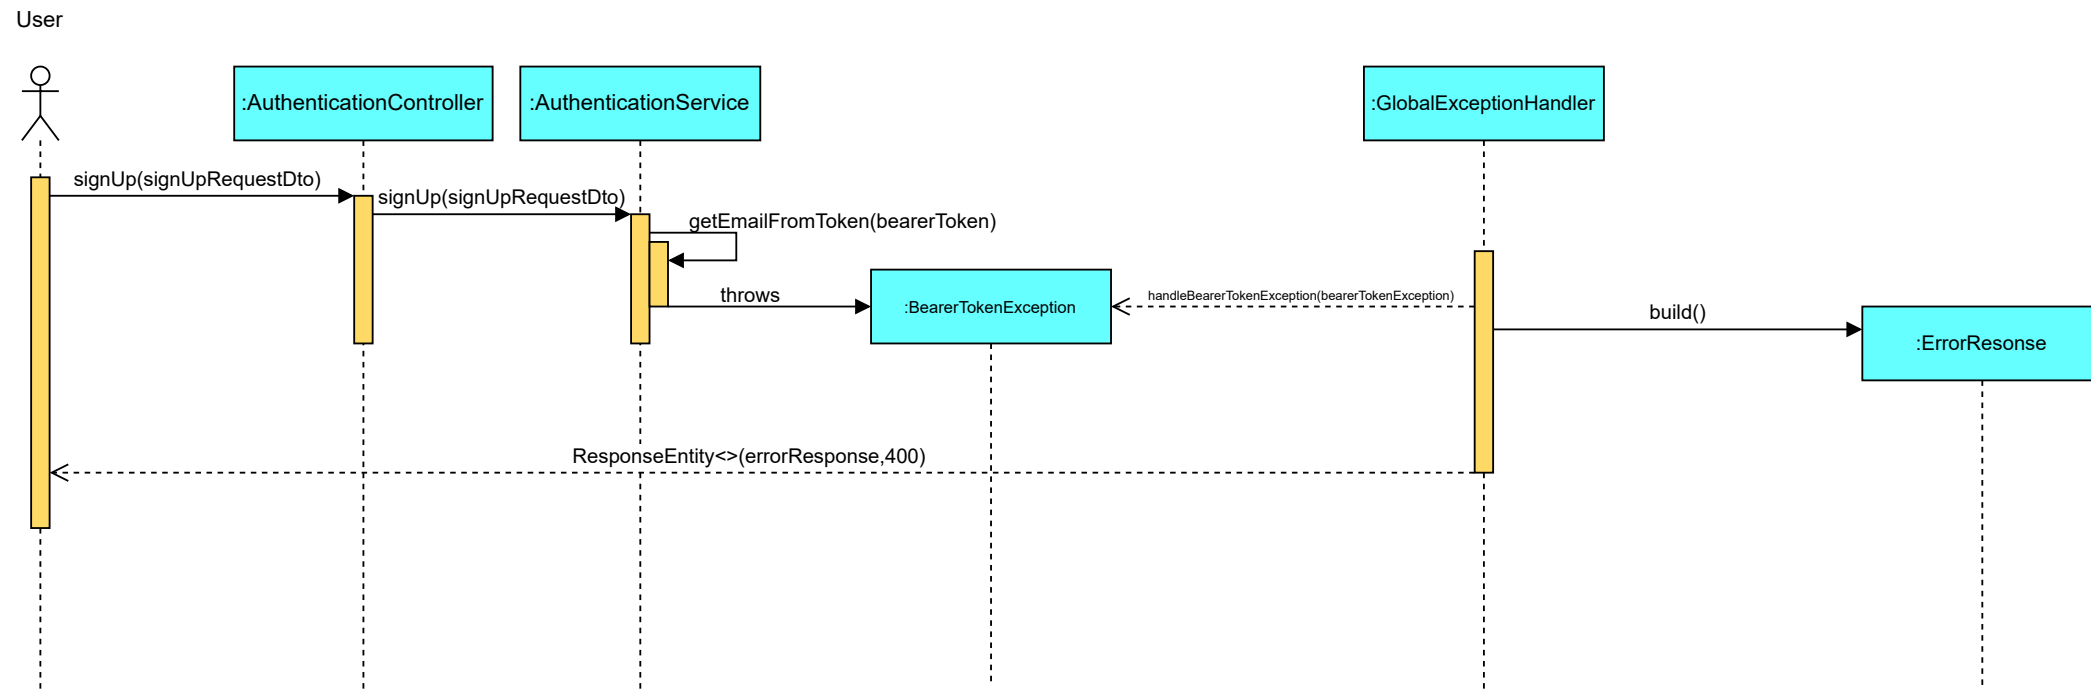 User
:AuthenticationController
:AuthenticationService
:GlobalExceptionHandler
signUp(signUpRequestDto)
signUp(signUpRequestDto)
getEmailFromToken(bearerToken)
throws
:BearerTokenException
handleBearerTokenException(bearerTokenException)
build()
:ErrorResonse
ResponseEntity<>(errorResponse,400)